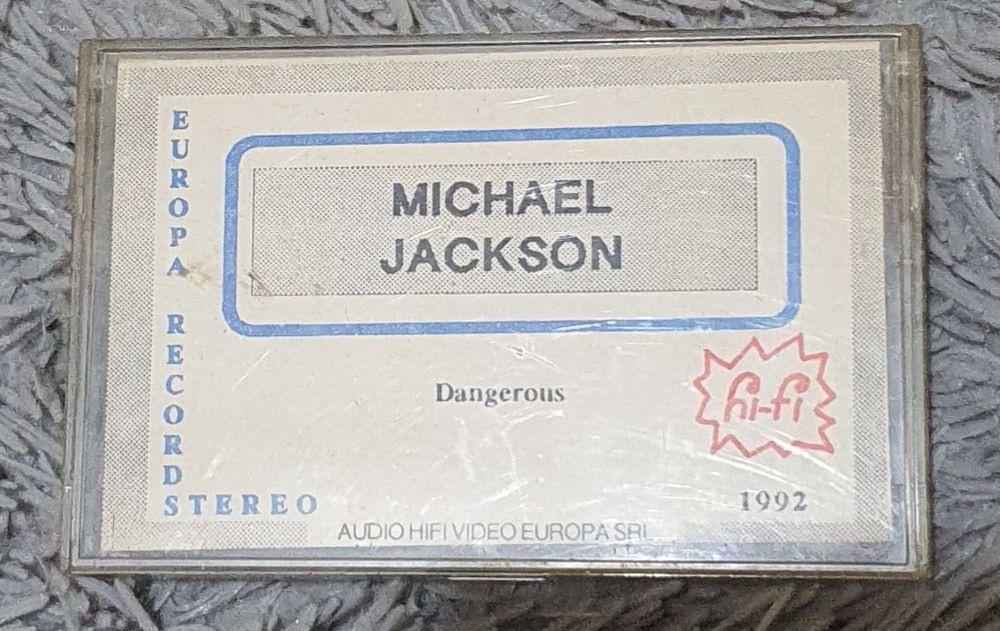 EUROPA RECORDS
MICHAEL
JACKSON
Dangerous
hi-fi
STEREO
1992
AUDIO HIFI VIDEO EUROPA SRL